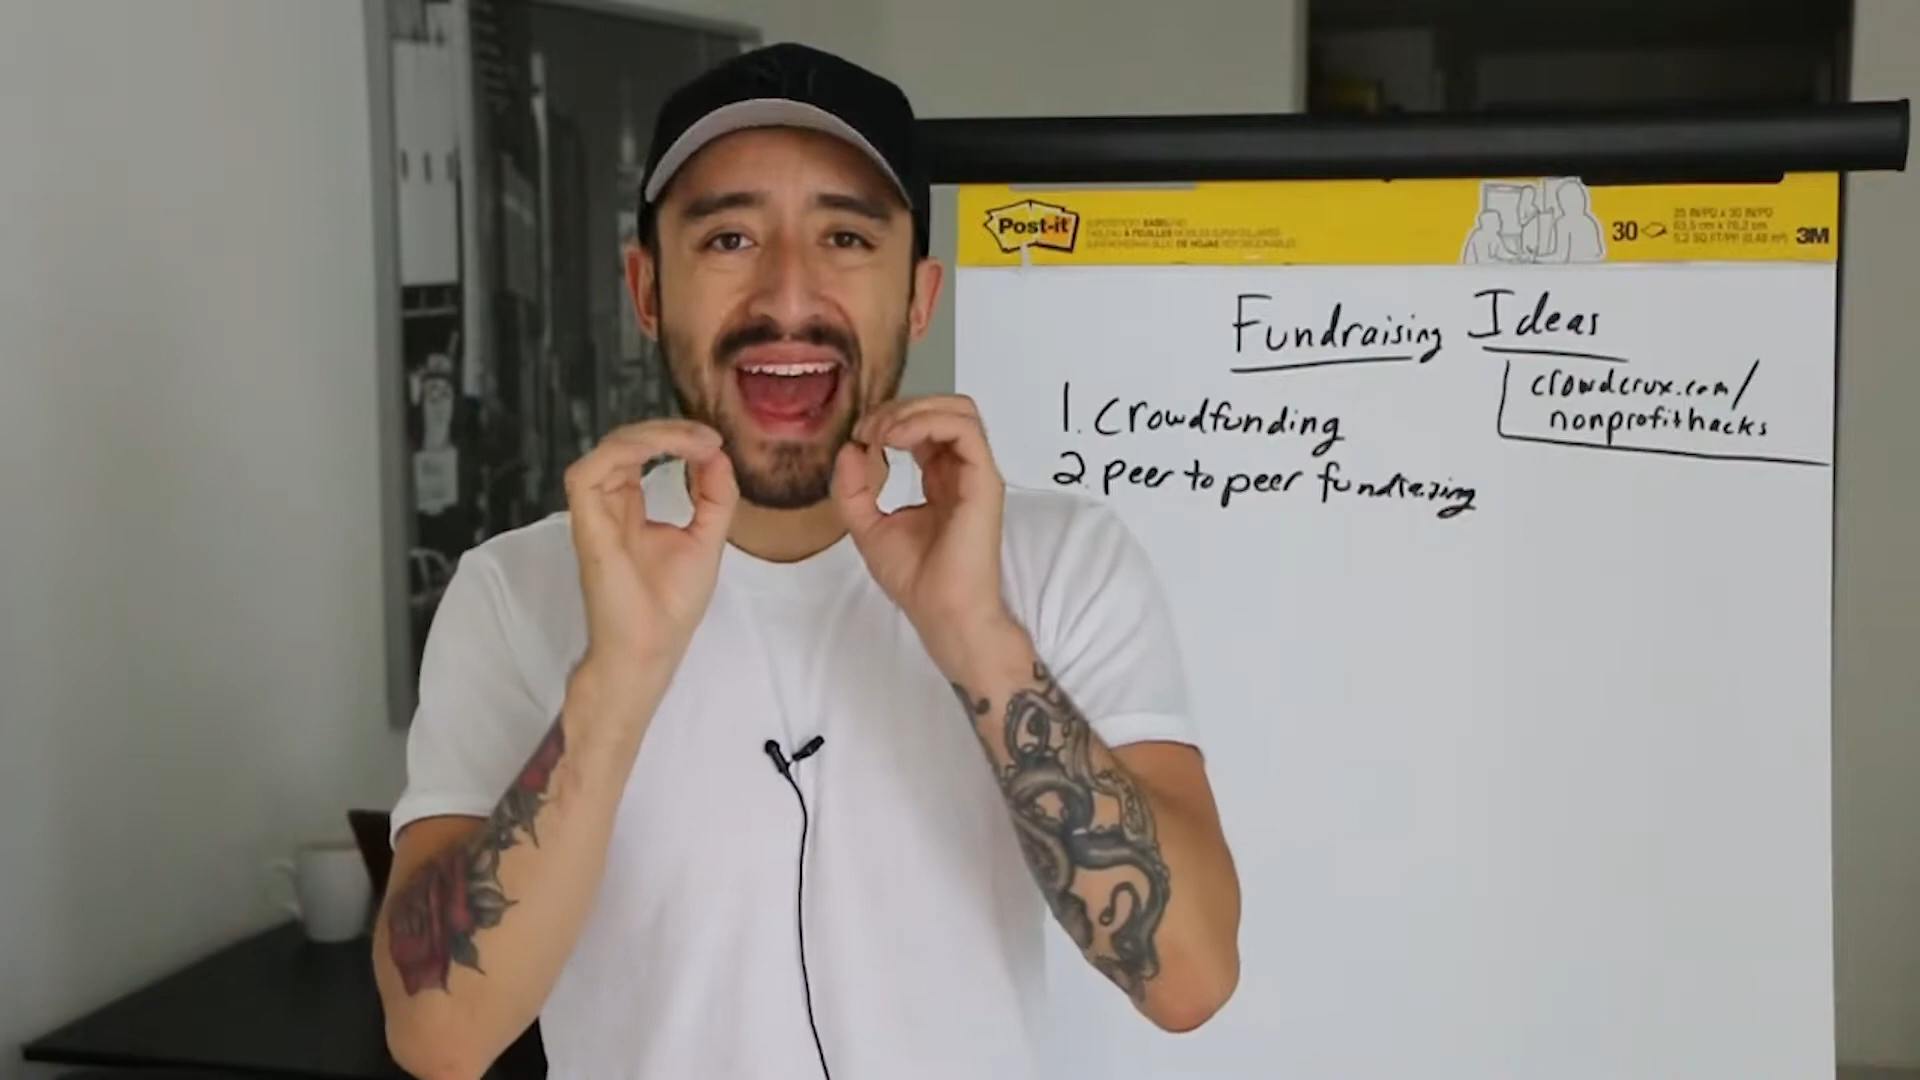 Post-it
30
3M
Fundraising Ideas
crowdcrux.com/
nonprofithacks
1. Crowdfunding
2. peer to peer fundraising